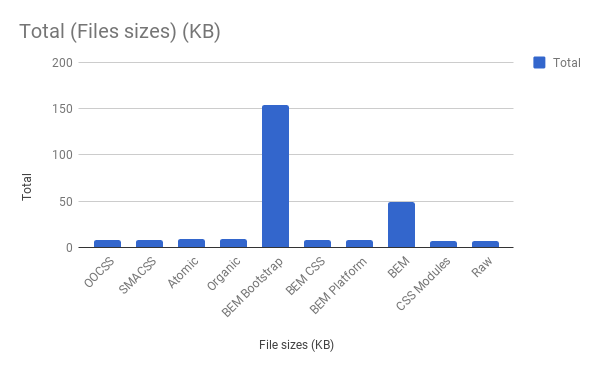 Total (Files sizes) (KB)
200
Total
150
100
50
0
Total
OOCSS
SMACSS
Atomic
Organic
BEM Bootstrap
BEM CSS
BEM Platform
BEM
CSS Modules
Raw
File sizes (KB)